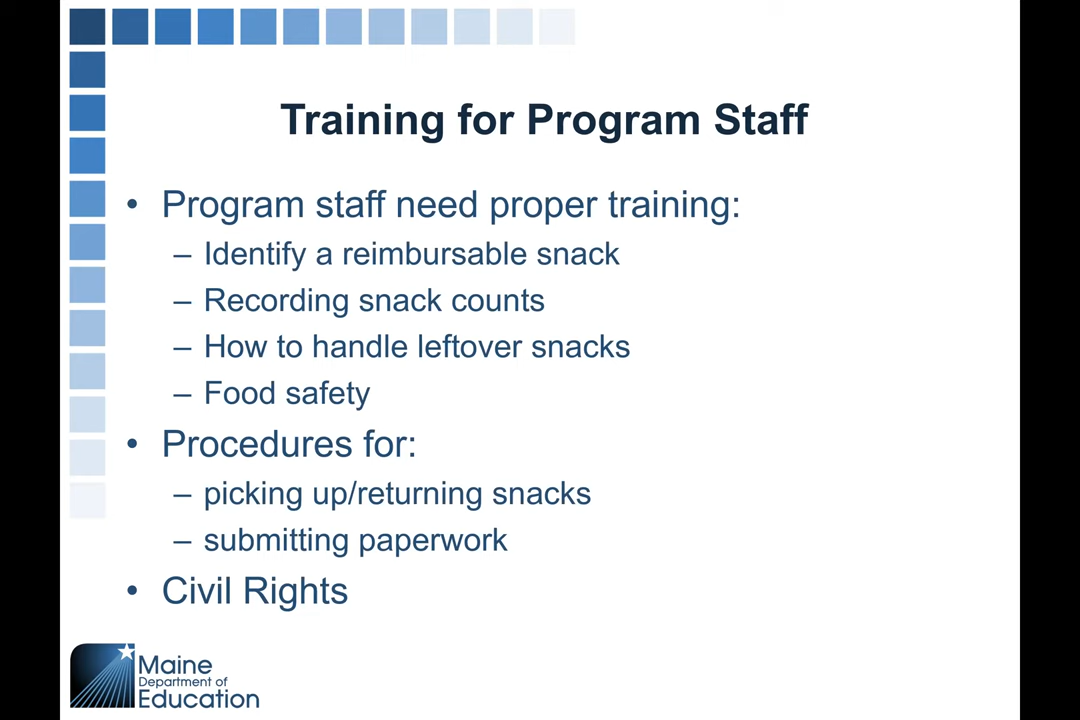 Training for Program Staff
• Program staff need proper training:
– Identify a reimbursable snack
– Recording snack counts
– How to handle leftover snacks
– Food safety
• Procedures for:
– picking up/returning snacks
– submitting paperwork
• Civil Rights
Maine
Department of
Education